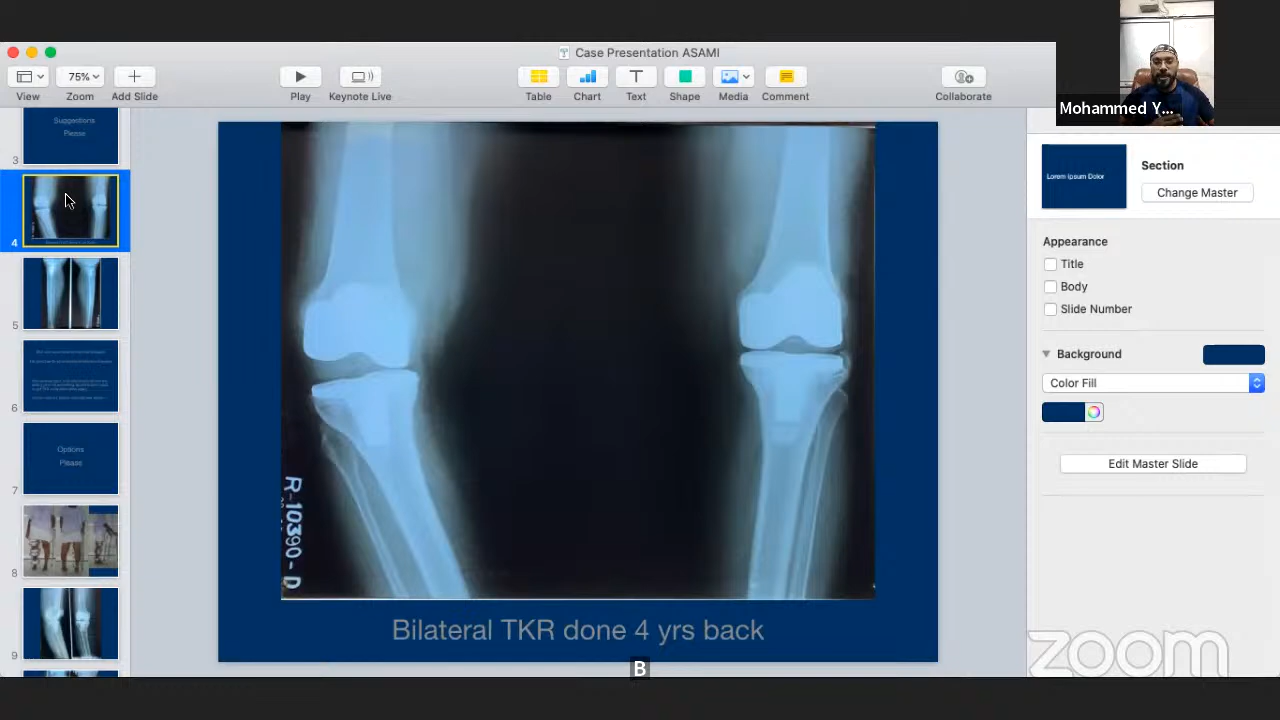 Case Presentation ASAMI
View
75%
Zoom
Add Slide
Play
Keynote Live
Table
Chart
Text
Shape
Media
Comment
Collaborate
Mohammed Y...
Suggestions
Please
3
4
5
6
Options
Please
7
8
9
R-10390-D
Bilateral TKR done 4 yrs back
B
Lorem Ipsum Dolor
Section
Change Master
Appearance
Title
Body
Slide Number
Background
Color Fill
Edit Master Slide
zoom